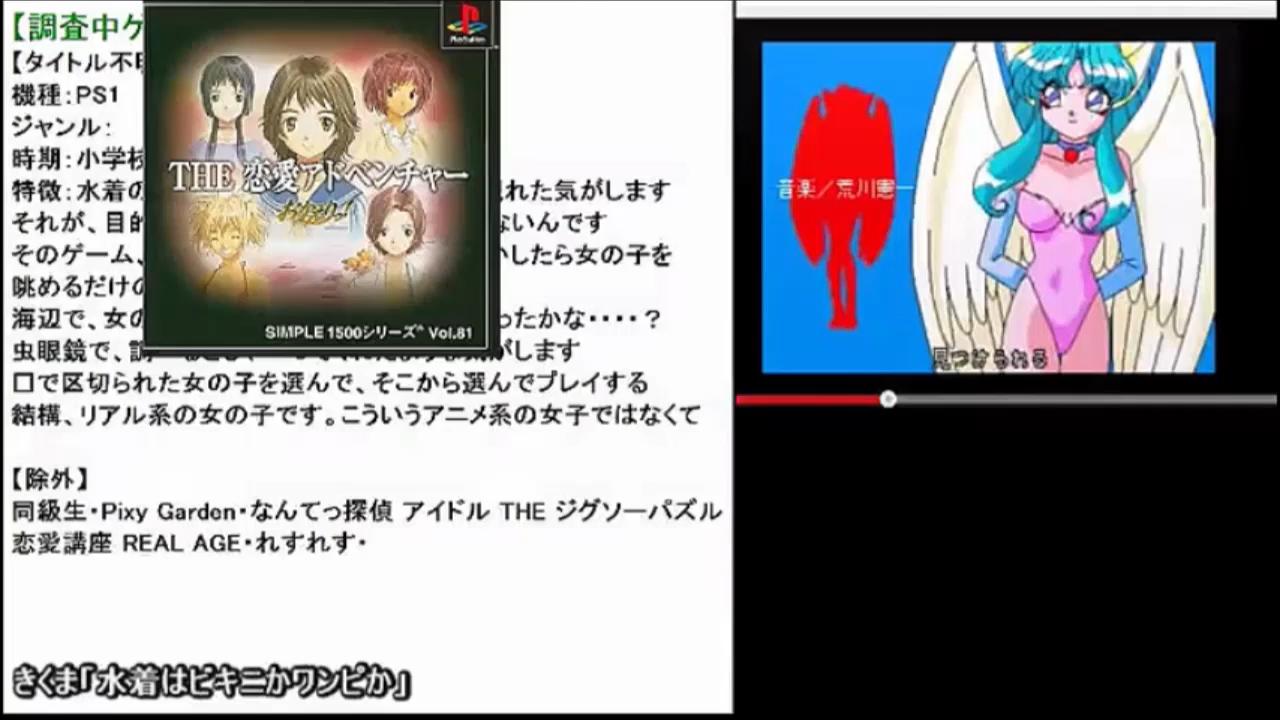 【調査中ゲ
【タイトル不明
機種：PS1
ジャンル：
時期：小学校
特徴：水着の
れた気がします
それが、目的
ないんです
そのゲーム、
かしたら女の子を
眺めるだけの
海辺で、女の
ったかな・・・・？
虫眼鏡で、調
がします
口で区切られた女の子を選んで、そこから選んでプレイする
結構、リアル系の女の子です。こういうアニメ系の女子ではなくて
【除外】
同級生・Pixy Garden・なんてっ探偵 アイドル THE ジグソーパズル
恋愛講座 REAL AGE・れすれす・
きくま「水着はビキニかワンピか」
PlayStation
THE 恋愛アドベンチャー
SIMPLE 1500シリーズ Vol.81
音楽／荒川憲一
見つけられる